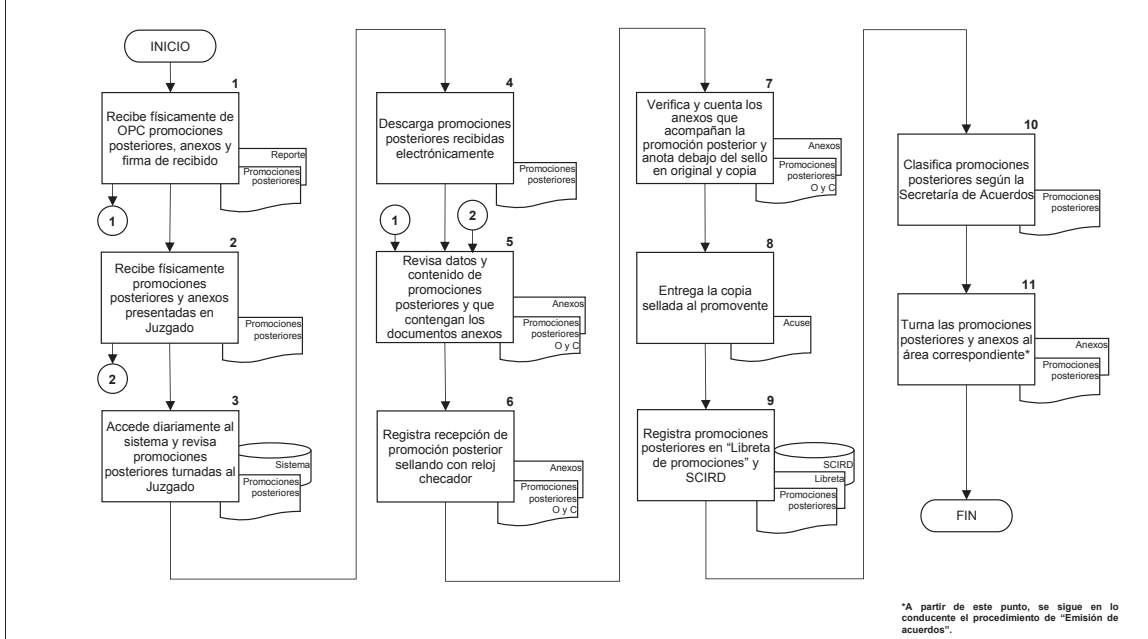 INICIO
1
Recibe físicamente de
OPC promociones
posteriores, anexos y
firma de recibido
Reporte
Promociones
posteriores
1
2
Recibe físicamente
promociones
posteriores y anexos
presentadas en
Juzgado
Promociones
posteriores
2
3
Accede diariamente al
sistema y revisa
promociones
posteriores turnadas al
Juzgado
Sistema
Promociones
posteriores
4
Descarga promociones
posteriores recibidas
electrónicamente
Promociones
posteriores
1
2
5
Revisa datos y
contenido de
promociones
posteriores y que
contengan los
documentos anexos
Anexos
Promociones
posteriores
O y C
6
Registra recepción de
promoción posterior
sellando con reloj
checador
Anexos
Promociones
posteriores
O y C
7
Verifica y cuenta los
anexos que
acompañan la
promoción posterior y
anota debajo del sello
en original y copia
Anexos
Promociones
posteriores
O y C
8
Entrega la copia
sellada al promovente
Acuse
9
Registra promociones
posteriores en “Libreta
de promociones” y
SCIRD
SCIRD
Libreta
Promociones
posteriores
10
Clasifica promociones
posteriores según la
Secretaría de Acuerdos
Promociones
posteriores
11
Turna las promociones
posteriores y anexos al
área correspondiente*
Anexos
Promociones
posteriores
FIN
*A partir de este punto, se sigue en lo
conducente el procedimiento de “Emisión de
acuerdos”.